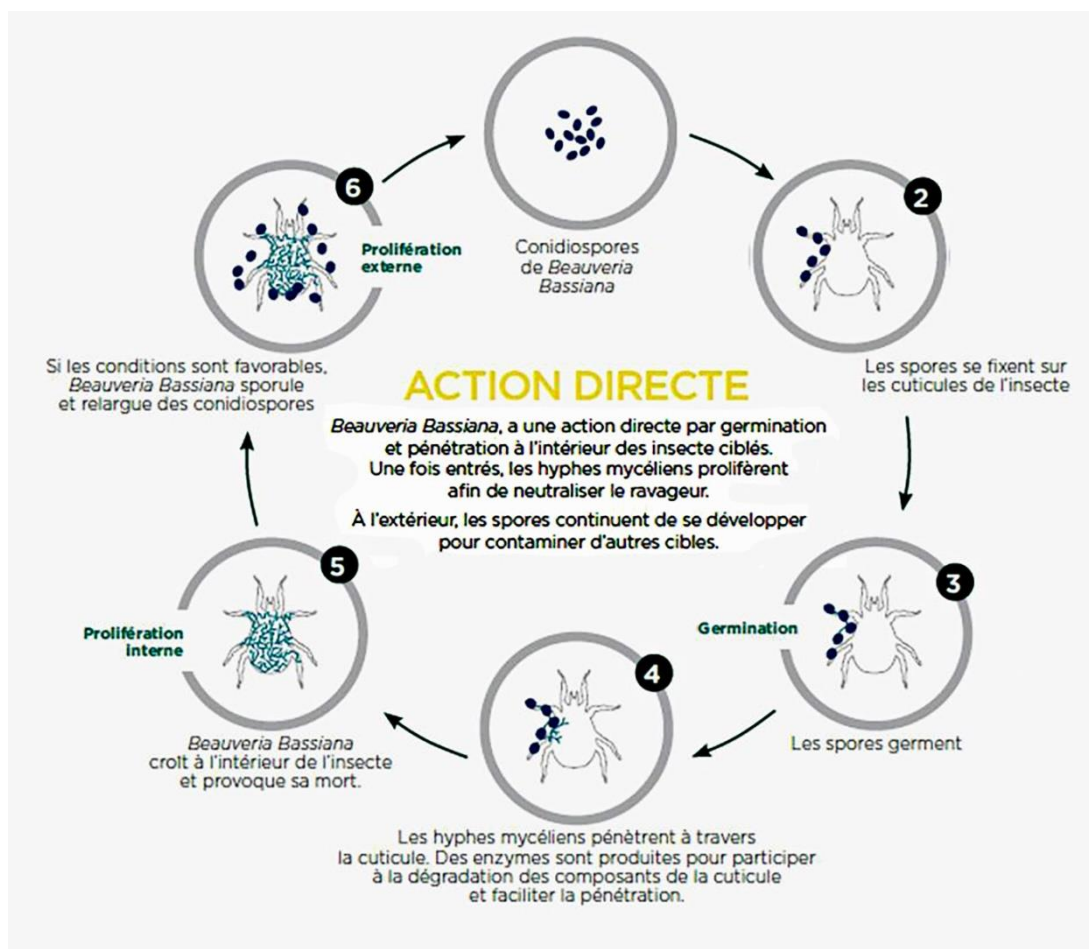 Conidiospores
de Beauveria
Bassiana
2
Les spores se fixent sur
les cuticules de l'insecte
3
Germination
Les spores germent
4
Les hyphes mycéliens pénètrent à travers
la cuticule. Des enzymes sont produites pour participer
à la dégradation des composants de la cuticule
et faciliter la pénétration.
5
Prolifération
interne
Beauveria Bassiana
croît à l'intérieur de l'insecte
et provoque sa mort.
6
Prolifération
externe
Si les conditions sont favorables,
Beauveria Bassiana sporule
et relargue des conidiospores
ACTION DIRECTE
Beauveria Bassiana, a une action directe par germination
et pénétration à l'intérieur des insecte ciblés.
Une fois entrés, les hyphes mycéliens prolifèrent
afin de neutraliser le ravageur.
À l'extérieur, les spores continuent de se développer
pour contaminer d'autres cibles.